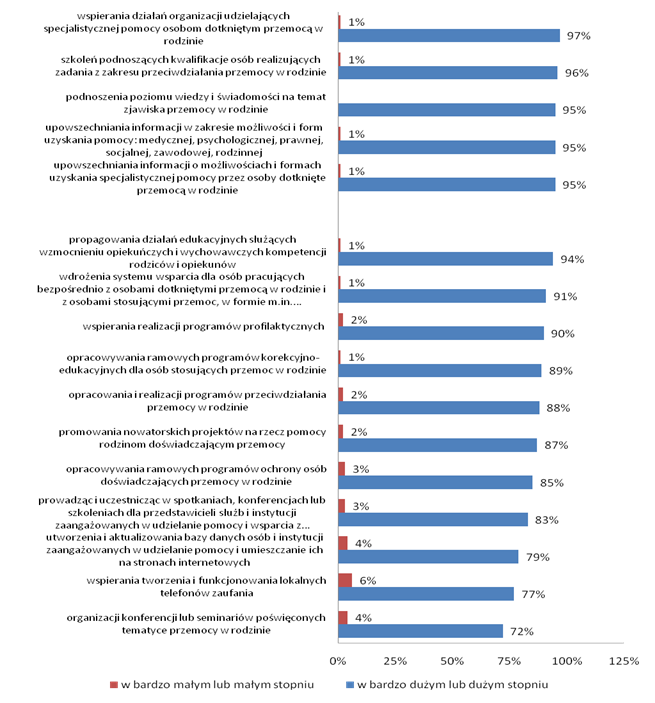 wspierania działań organizacji udzielających
specjalistycznej pomocy osobom dotkniętym przemocą w
rodzinie
1%
97%
szkoleń podnoszących kwalifikacje osób realizujących
zadania z zakresu przeciwdziałania przemocy w rodzinie
1%
96%
podnoszenia poziomu wiedzy i świadomości na temat
zjawiska przemocy w rodzinie
95%
upowszechniania informacji w zakresie możliwości i form
uzyskania pomocy: medycznej, psychologicznej, prawnej,
socjalnej, zawodowej, rodzinnej
1%
95%
upowszechniania informacji o możliwościach i formach
uzyskania specjalistycznej pomocy przez osoby dotknięte
przemocą w rodzinie
1%
95%
propagowania działań edukacyjnych służących
wzmocnieniu opiekuńczych i wychowawczych kompetencji
rodziców i opiekunów
1%
94%
wdrożenia systemu wsparcia dla osób pracujących
bezpośrednio z osobami dotkniętymi przemocą w rodzinie i
z osobami stosującymi przemoc, w formie m.in....
1%
91%
wspierania realizacji programów profilaktycznych
2%
90%
opracowywania ramowych programów korekcyjno-
edukacyjnych dla osób stosujących przemoc w rodzinie
1%
89%
opracowania i realizacji programów przeciwdziałania
przemocy w rodzinie
2%
88%
promowania nowatorskich projektów na rzecz pomocy
rodzinom doświadczającym przemocy
2%
87%
opracowywania ramowych programów ochrony osób
doświadczających przemocy w rodzinie
3%
85%
prowadząc i uczestnicząc w spotkaniach, konferencjach lub
szkoleniach dla przedstawicieli służb i instytucji
zaangażowanych w udzielanie pomocy i wsparcia z...
3%
83%
utworzenia i aktualizowania bazy danych osób i instytucji
zaangażowanych w udzielanie pomocy i umieszczanie ich
na stronach internetowych
4%
79%
wspierania tworzenia i funkcjonowania lokalnych
telefonów zaufania
6%
77%
organizacji konferencji lub seminariów poświęconych
tematyce przemocy w rodzinie
4%
72%
0% 25% 50% 75% 100% 125%
w bardzo małym lub małym stopniu w bardzo dużym lub dużym stopniu